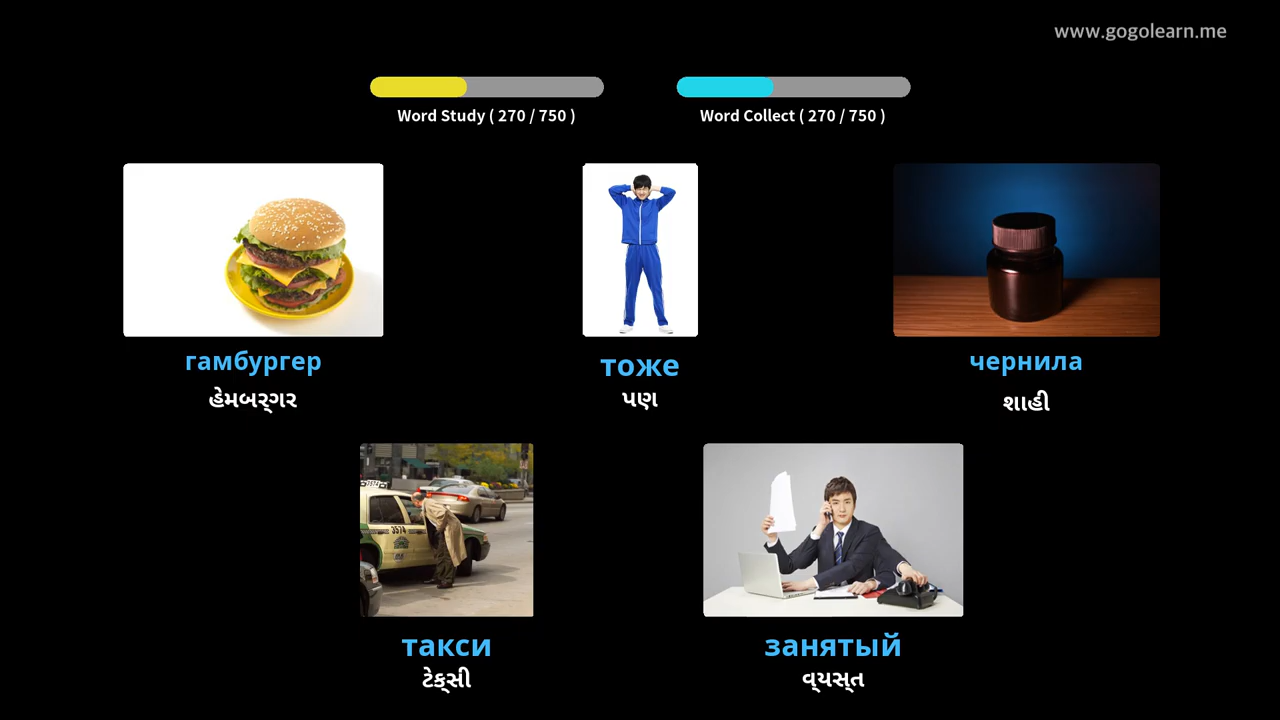 www.gogolearn.me
Word Study ( 270 / 750 )
Word Collect ( 270 / 750 )
3574
гамбургер
હેમબર્ગર
тоже
પણ
чернила
શાહી
такси
ટેક્સી
занятый
વ્યસ્ત